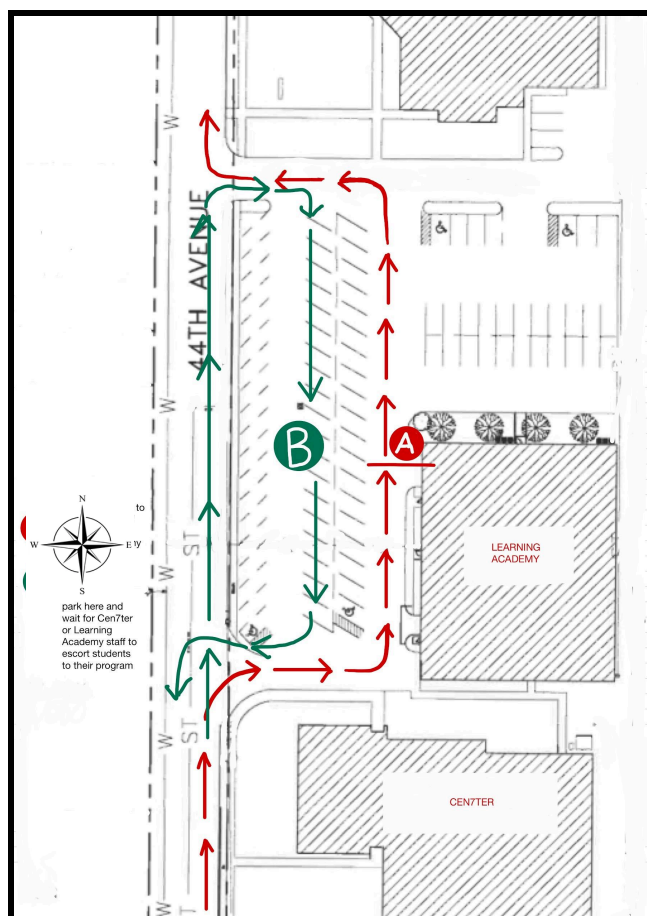 W
44TH AVENUE
W
B
A
N
W
E
S
to
y
ST
W
LEARNING
ACADEMY
park here and
wait for Cen7ter
or Learning
Academy staff to
escort students
to their program
W
ST
CEN7TER
W
T